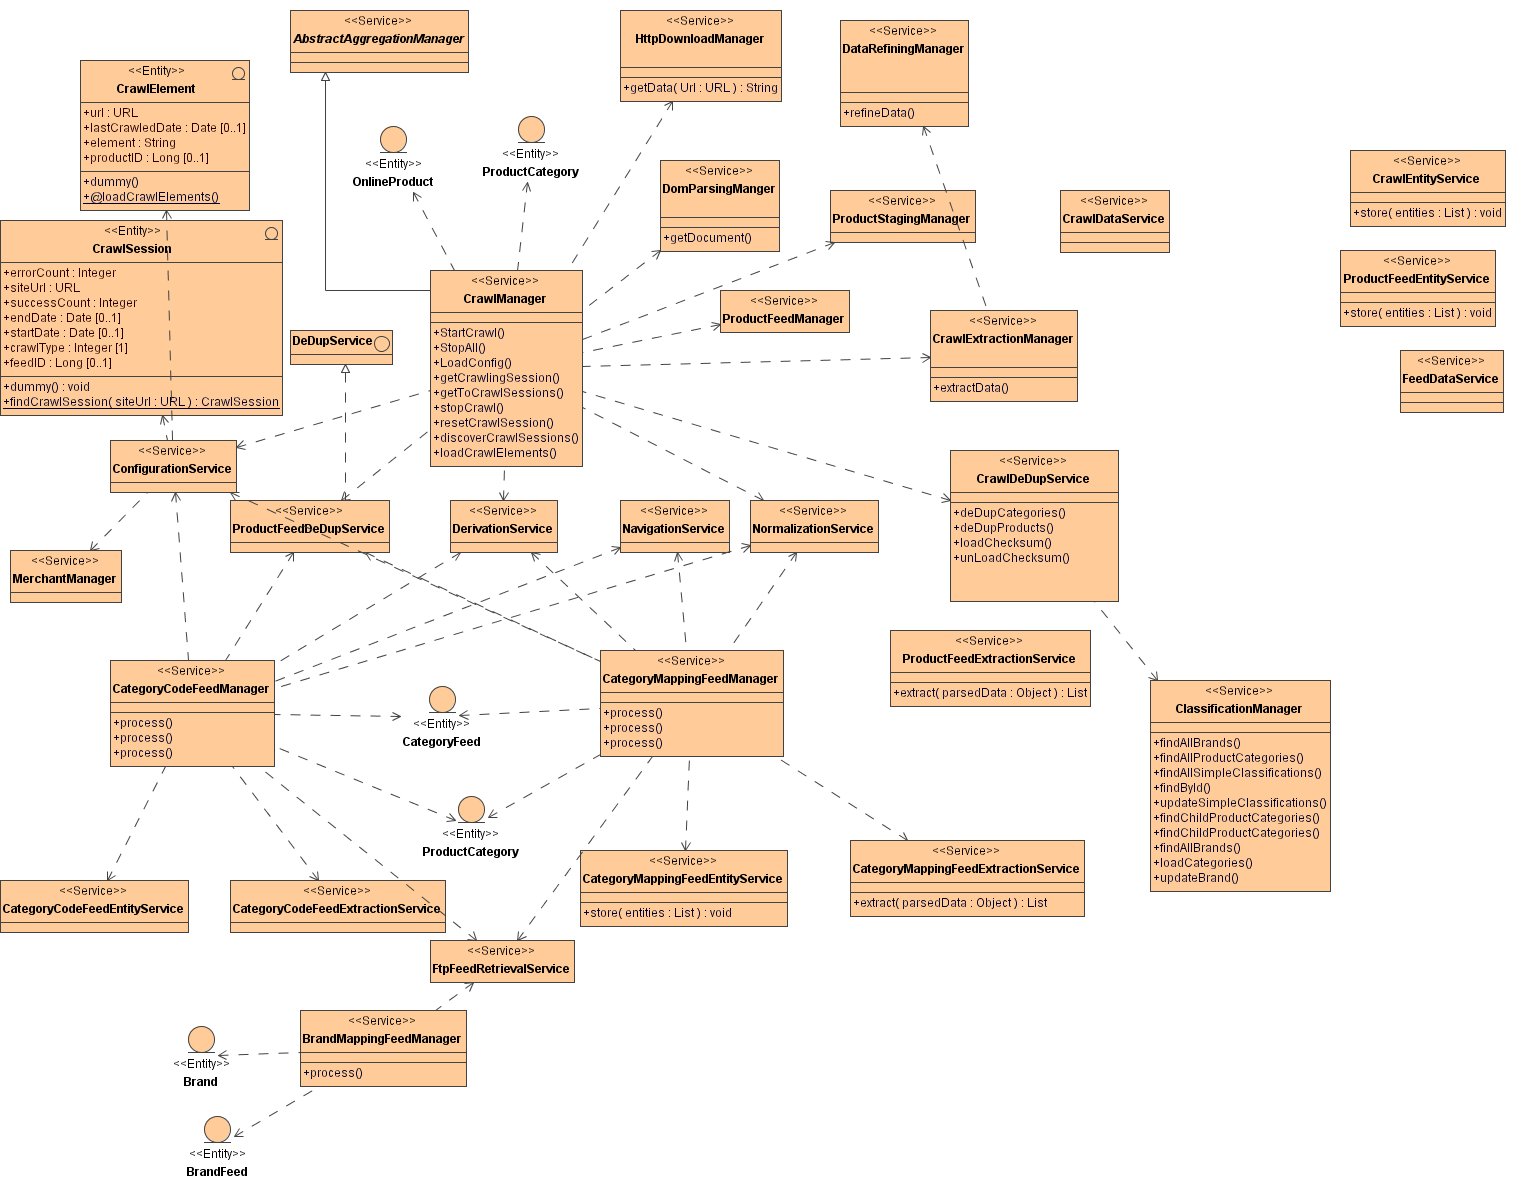 <<Service>>
AbstractAggregationManager
<<Service>>
HttpDownloadManager
+getData( Url : URL ) : String
<<Service>>
DataRefiningManager
+refineData()
<<Entity>>
CrawlElement
+url : URL
+lastCrawledDate : Date [0..1]
+element : String
+productID : Long [0..1]
+dummy()
+@loadCrawlElements()
<<Entity>>
OnlineProduct
<<Entity>>
ProductCategory
<<Service>>
DomParsingManger
+getDocument()
<<Service>>
ProductStagingManager
<<Service>>
CrawlDataService
<<Service>>
CrawlEntityService
+store( entities : List ) : void
<<Entity>>
CrawlSession
+errorCount : Integer
+siteUrl : URL
+successCount : Integer
+endDate : Date [0..1]
+startDate : Date [0..1]
+crawlType : Integer [1]
+feedID : Long [0..1]
+dummy() : void
+findCrawlSession( siteUrl : URL ) : CrawlSession
<<Service>>
ProductFeedEntityService
+store( entities : List ) : void
<<Service>>
CrawlManager
+StartCrawl()
+StopAll()
+LoadConfig()
+getCrawlingSession()
+getToCrawlSessions()
+stopCrawl()
+resetCrawlSession()
+discoverCrawlSessions()
+loadCrawlElements()
<<Service>>
ProductFeedManager
<<Service>>
CrawlExtractionManager
+extractData()
DeDupService
<<Service>>
FeedDataService
<<Service>>
ConfigurationService
<<Service>>
CrawlDeDupService
+deDupCategories()
+deDupProducts()
+loadChecksum()
+unLoadChecksum()
<<Service>>
ProductFeedDeDupService
<<Service>>
DerivationService
<<Service>>
NavigationService
<<Service>>
NormalizationService
<<Service>>
MerchantManager
<<Service>>
ProductFeedExtractionService
+extract( parsedData : Object ) : List
<<Service>>
CategoryCodeFeedManager
+process()
+process()
+process()
<<Service>>
CategoryMappingFeedManager
+process()
+process()
+process()
<<Entity>>
CategoryFeed
<<Service>>
ClassificationManager
+findAllBrands()
+findAllProductCategories()
+findAllSimpleClassifications()
+findById()
+updateSimpleClassifications()
+findChildProductCategories()
+findChildProductCategories()
+findAllBrands()
+loadCategories()
+updateBrand()
<<Entity>>
ProductCategory
<<Service>>
CategoryCodeFeedEntityService
<<Service>>
CategoryCodeFeedExtractionService
<<Service>>
CategoryMappingFeedEntityService
+store( entities : List ) : void
<<Service>>
CategoryMappingFeedExtractionService
+extract( parsedData : Object ) : List
<<Service>>
FtpFeedRetrievalService
<<Service>>
BrandMappingFeedManager
+process()
<<Entity>>
Brand
<<Entity>>
BrandFeed